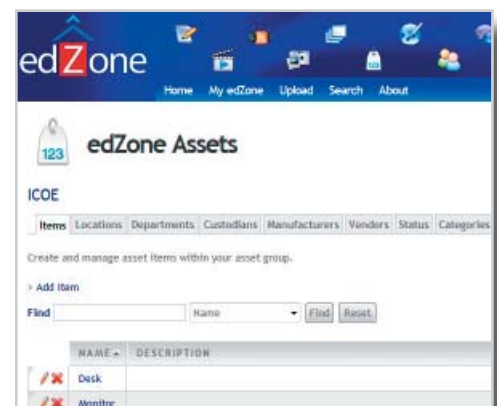 edZone
Home My edZone Upload Search About
123
edZone Assets
ICOE
Items Locations Departments Custodians Manufacturers Vendors Status Categories
Create and manage asset items within your asset group.
> Add Item
Find Name Find Reset
NAME DESCRIPTION
Desk
Monitor